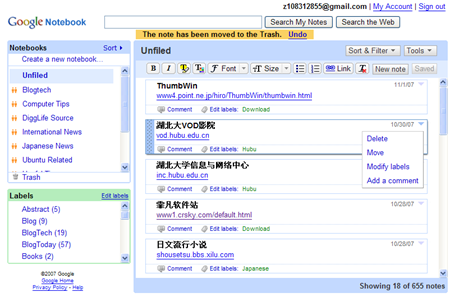 z108312855@gmail.com | My Account | Sign out
Google Notebook
Search My Notes Search the Web
The note has been moved to the Trash. Undo
Notebooks Sort
Create a new notebook...
Unfiled
Blogtech
Computer Tips
DiggLife Source
International News
Japanese News
Ubuntu Related
Trash
Labels Edit labels
Abstract (5)
Blog (9)
BlogTech (19)
BlogToday (57)
Books (2)
©2007 Google
Google Home
Privacy Policy - Help
Unfiled Sort & Filter Tools
B I T T Font Size Link T New note Saved
ThumbWin 11/1/07
www4.point.ne.jp/hiro/ThumbWin/thumbwin.html
Comment Edit labels: Download
湖北大VOD影院 10/30/07
vod.hubu.edu.cn
Comment Edit labels: Hubu
Delete
Move
Modify labels
Add a comment
湖北大学信息与网络中心
inc.hubu.edu.cn
Comment Edit labels: Hubu
霏凡软件站 10/28/07
www1.crsky.com/default.html
Comment Edit labels: Download
日文流行小说 10/28/07
shousetsu.bbs.xilu.com
Comment Edit labels: Japanese
Showing 18 of 655 notes